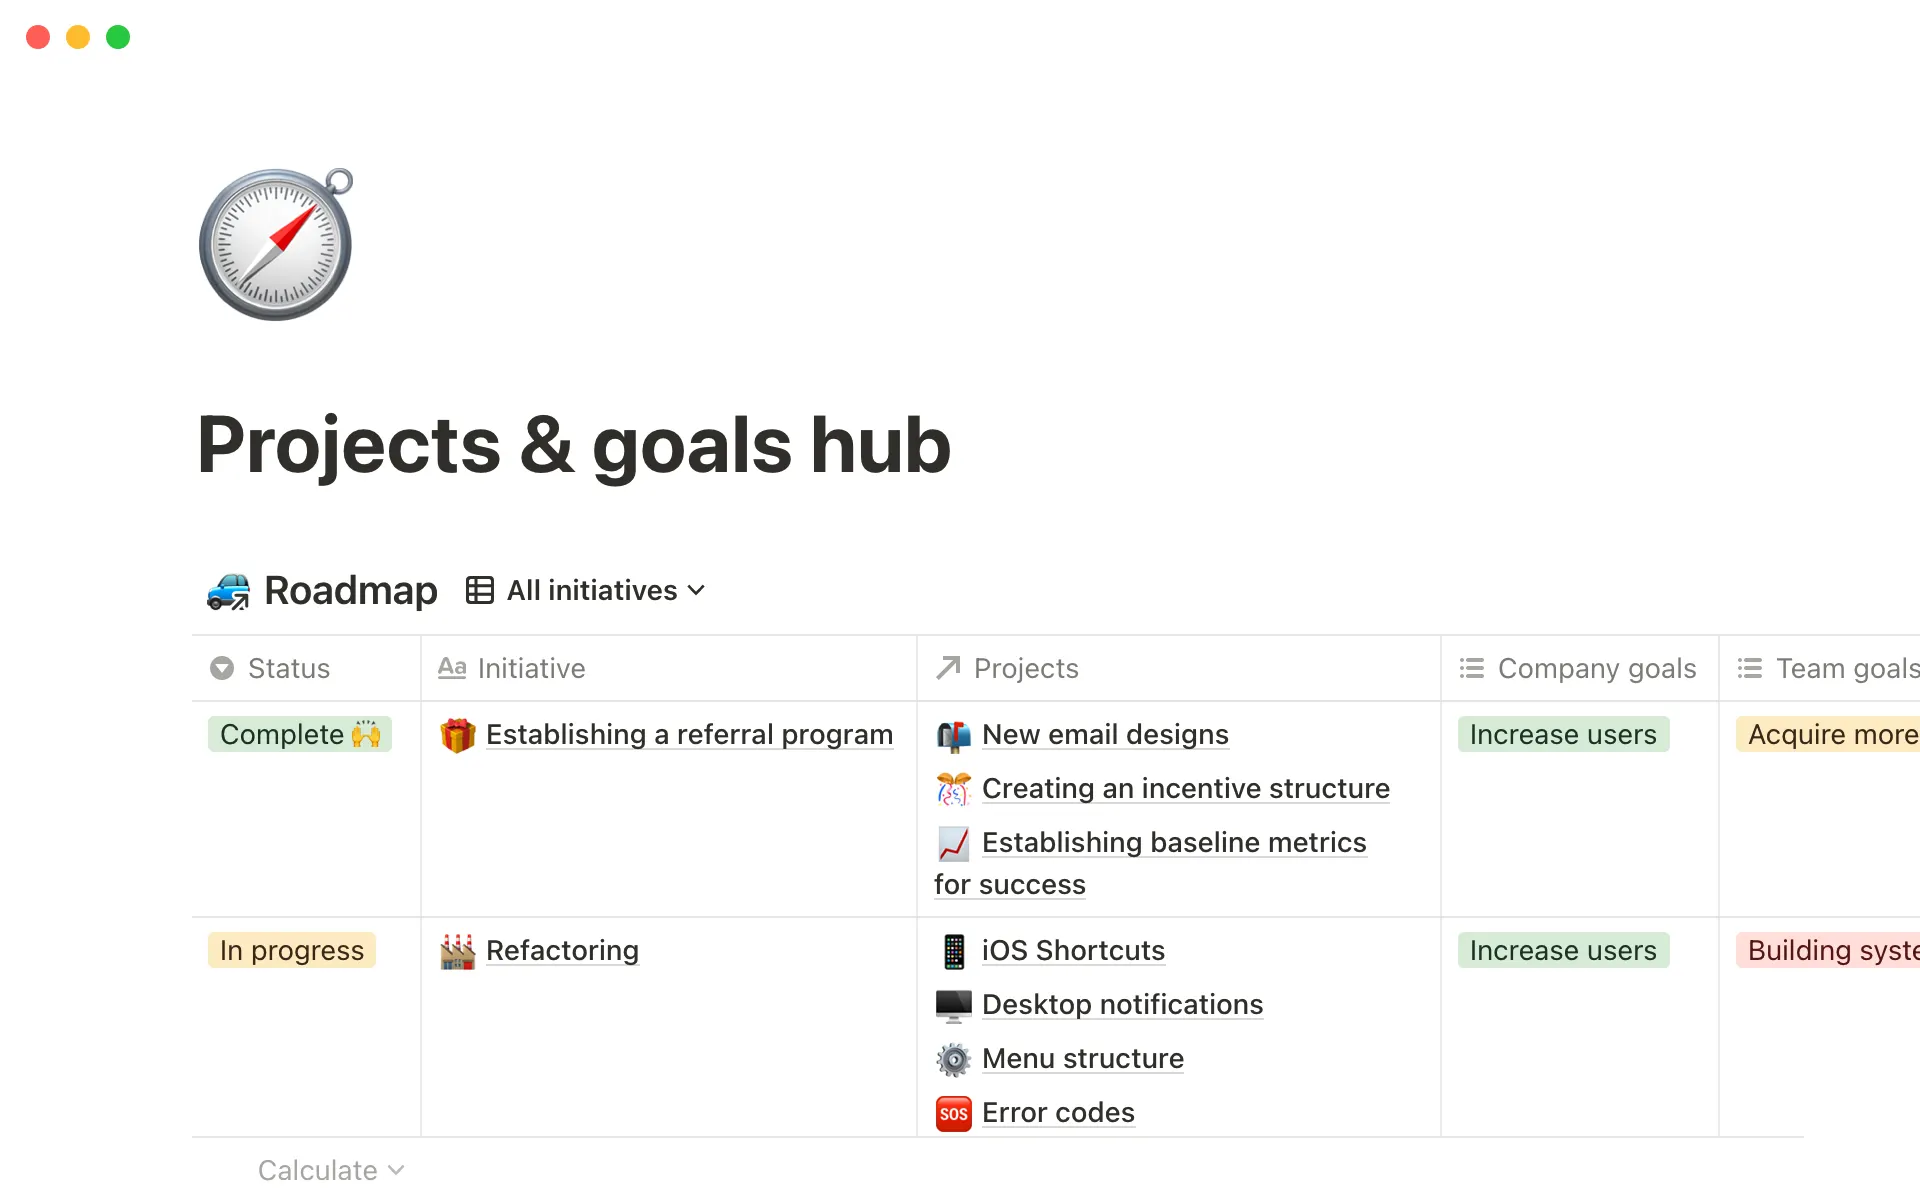 Projects & goals hub
Roadmap All initiatives
Status Aa Initiative Projects Company goals Team goals
Complete 🙌 Establishing a referral program New email designs Increase users Acquire more
Creating an incentive structure
Establishing baseline metrics
for success
In progress Refactoring iOS Shortcuts Increase users Building syste
Desktop notifications
Menu structure
SOS Error codes
Calculate